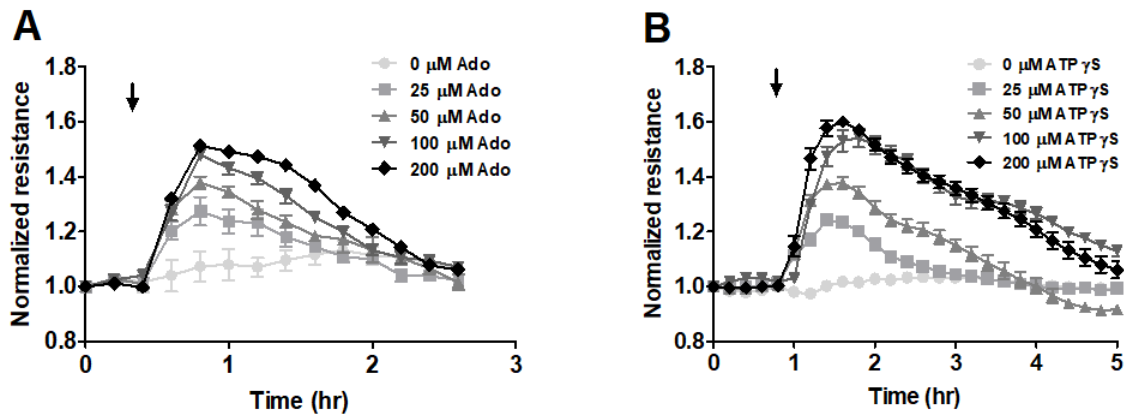 A
Normalized resistance
1.8
1.6
1.4
1.2
1.0
0.8
0 μM Ado
25 μM Ado
50 μM Ado
100 μM Ado
200 μM Ado
0
1
2
3
Time (hr)
B
Normalized resistance
1.8
1.6
1.4
1.2
1.0
0.8
0 μM ATPγS
25 μM ATPγS
50 μM ATPγS
100 μM ATPγS
200 μM ATPγS
0
1
2
3
4
5
Time (hr)